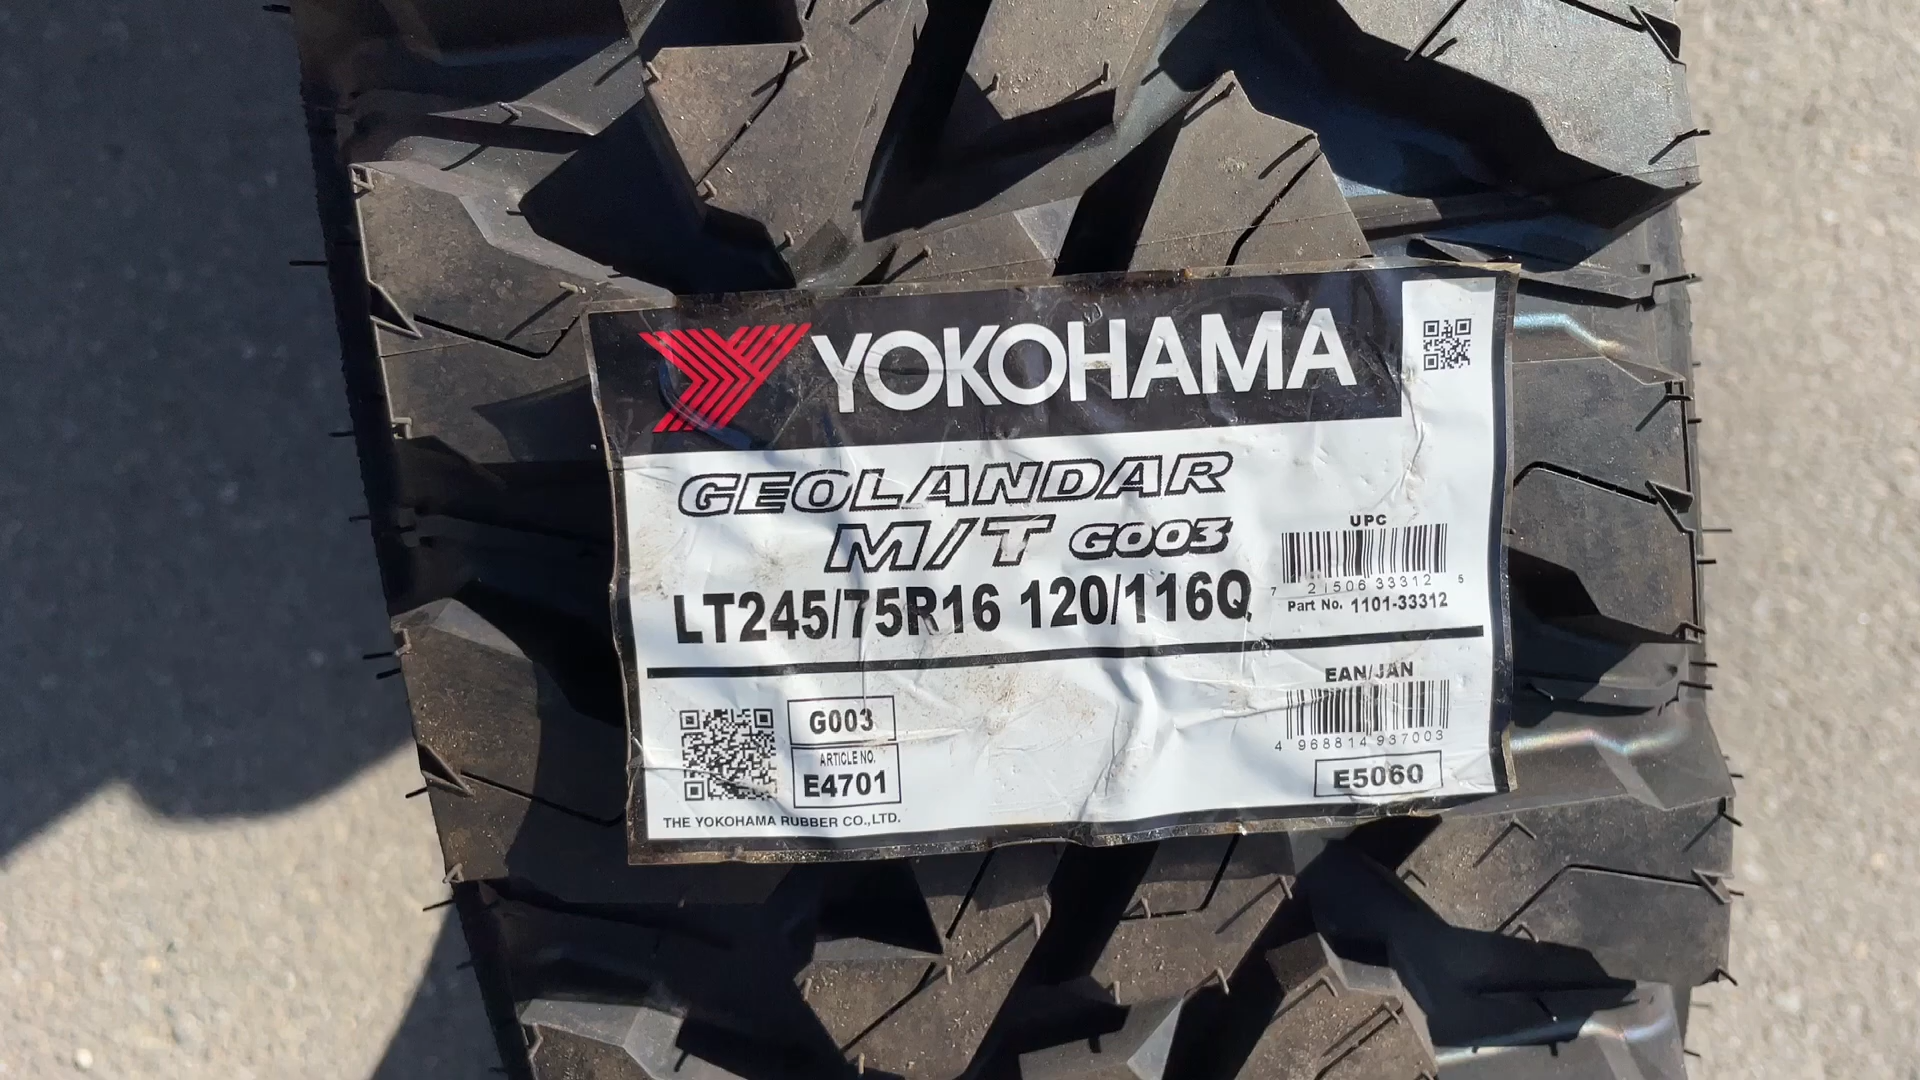 YOKOHAMA
GEOLANDAR
M/T G003
LT245/75R16 120/116Q
UPC
7 21506 33312 5
Part No. 1101-33312
EAN/JAN
4 968814 937003
E5060
G003
ARTICLE NO.
E4701
THE YOKOHAMA RUBBER CO.,LTD.